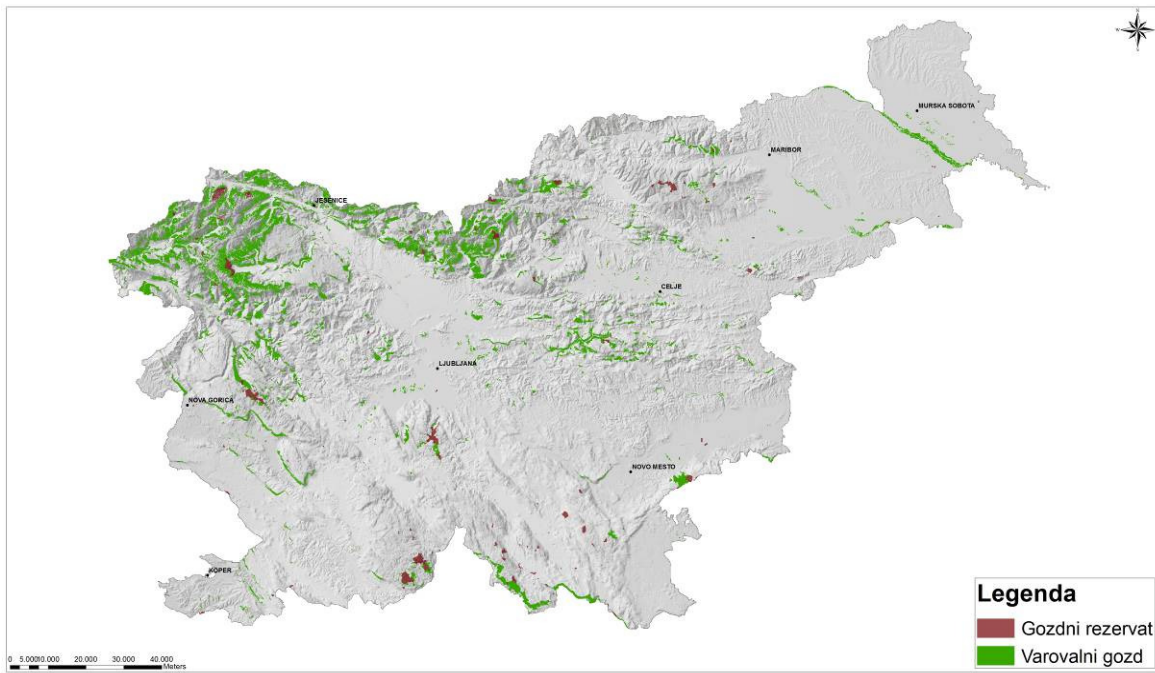 N
W
E
S
MURSKA SOBOTA
MARIBOR
JESENICE
CELJE
LJUBLJANA
NOVA GORICA
NOVO MESTO
KOPER
Legenda
Gozdni rezervat
Varovalni gozd
0 5.000 10.000 20.000 30.000 40.000
Meters